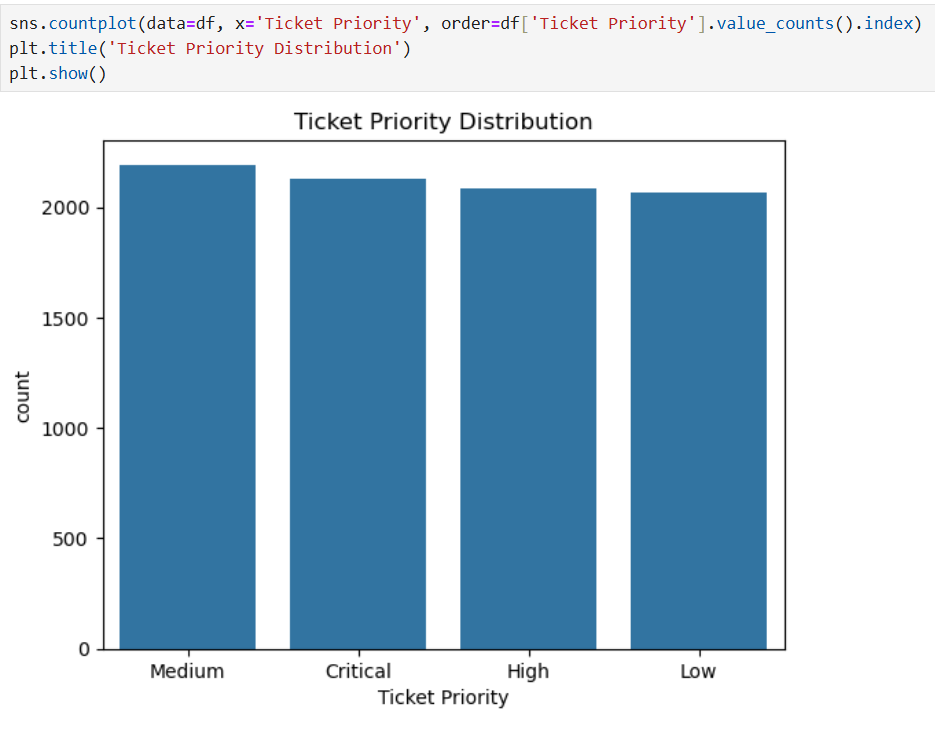 sns.countplot(data=df, x='Ticket Priority', order=df['Ticket Priority'].value_counts().index)
plt.title('Ticket Priority Distribution')
plt.show()
Ticket Priority Distribution
2000
1500
1000
500
0
count
Medium Critical High Low
Ticket Priority